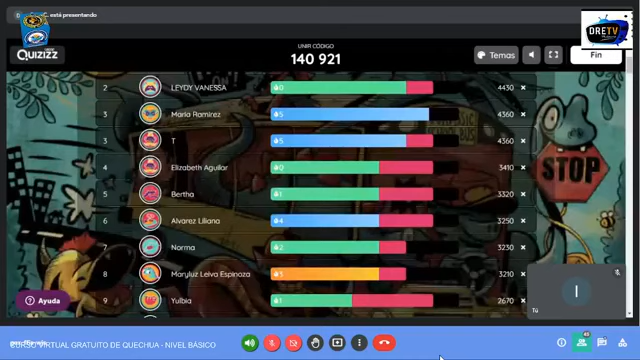 está presentando
Quizizz
UNIR CÓDIGO
140 921
Temas
Fin
DRETV
2 LEYDY VANESSA 0 4430 ×
3 María Ramirez 5 4360 ×
3 T 5 4360 ×
4 Elizabeth Aguilar 0 3410 ×
5 Bertha 1 3320 ×
6 Alvarez Liliana 4 3250 ×
7 Norma 2 3230 ×
8 Maryluz Leiva Espinoza 3 3210 ×
9 Yulbia 1 2670 ×
STOP
I
Tú
Ayuda
CURSO VIRTUAL GRATUITO DE QUECHUA - NIVEL BÁSICO